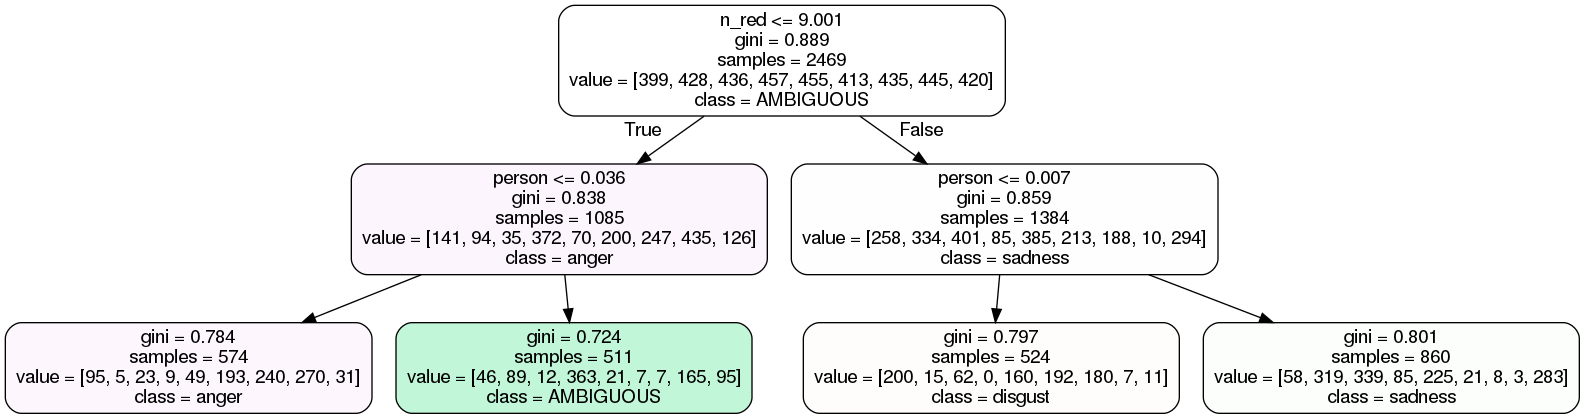 n_red <= 9.001
gini = 0.889
samples = 2469
value = [399, 428, 436, 457, 455, 413, 435, 445, 420]
class = AMBIGUOUS
True
False
person <= 0.036
gini = 0.838
samples = 1085
value = [141, 94, 35, 372, 70, 200, 247, 435, 126]
class = anger
person <= 0.007
gini = 0.859
samples = 1384
value = [258, 334, 401, 85, 385, 213, 188, 10, 294]
class = sadness
gini = 0.784
samples = 574
value = [95, 5, 23, 9, 49, 193, 240, 270, 31]
class = anger
gini = 0.724
samples = 511
value = [46, 89, 12, 363, 21, 7, 7, 165, 95]
class = AMBIGUOUS
gini = 0.797
samples = 524
value = [200, 15, 62, 0, 160, 192, 180, 7, 11]
class = disgust
gini = 0.801
samples = 860
value = [58, 319, 339, 85, 225, 21, 8, 3, 283]
class = sadness